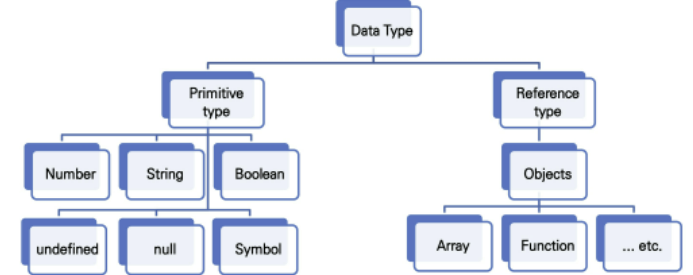 Data Type
Primitive
type
Reference
type
Number
String
Boolean
Objects
undefined
null
Symbol
Array
Function
... etc.